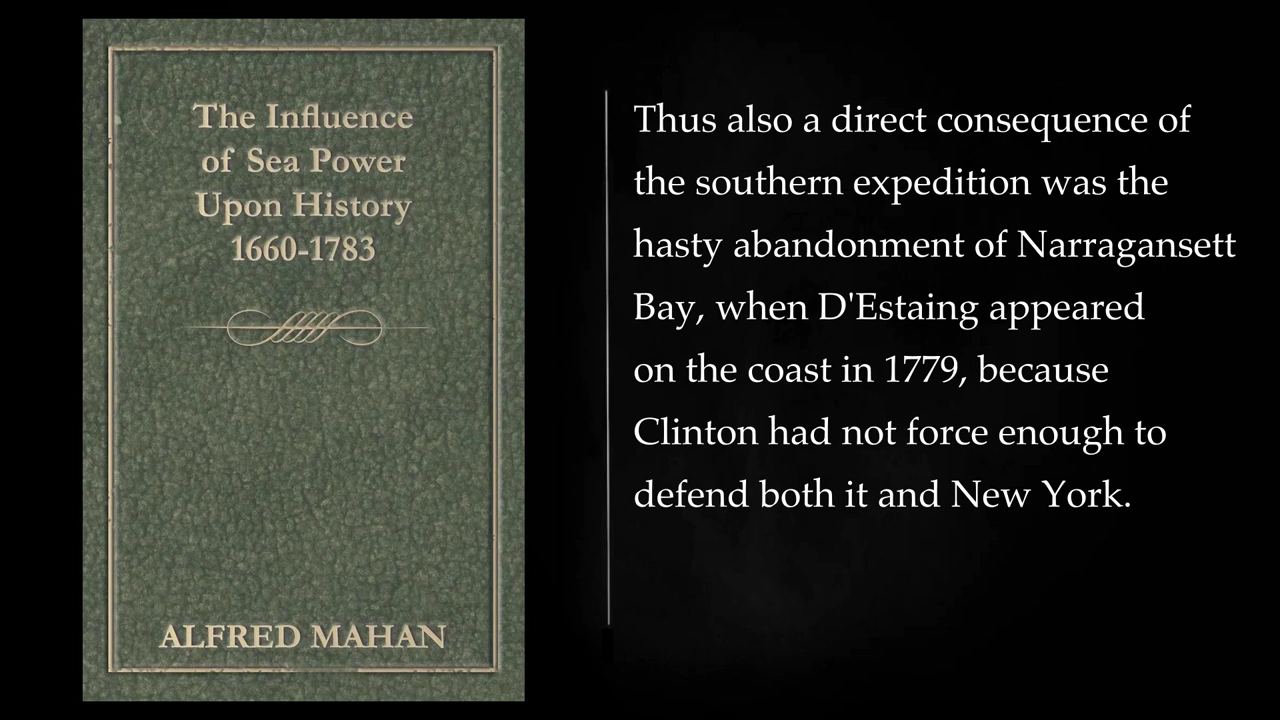 The Influence
of Sea Power
Upon History
1660-1783
ALFRED MAHAN
Thus also a direct consequence of
the southern expedition was the
hasty abandonment of Narragansett
Bay, when D'Estaing appeared
on the coast in 1779, because
Clinton had not force enough to
defend both it and New York.